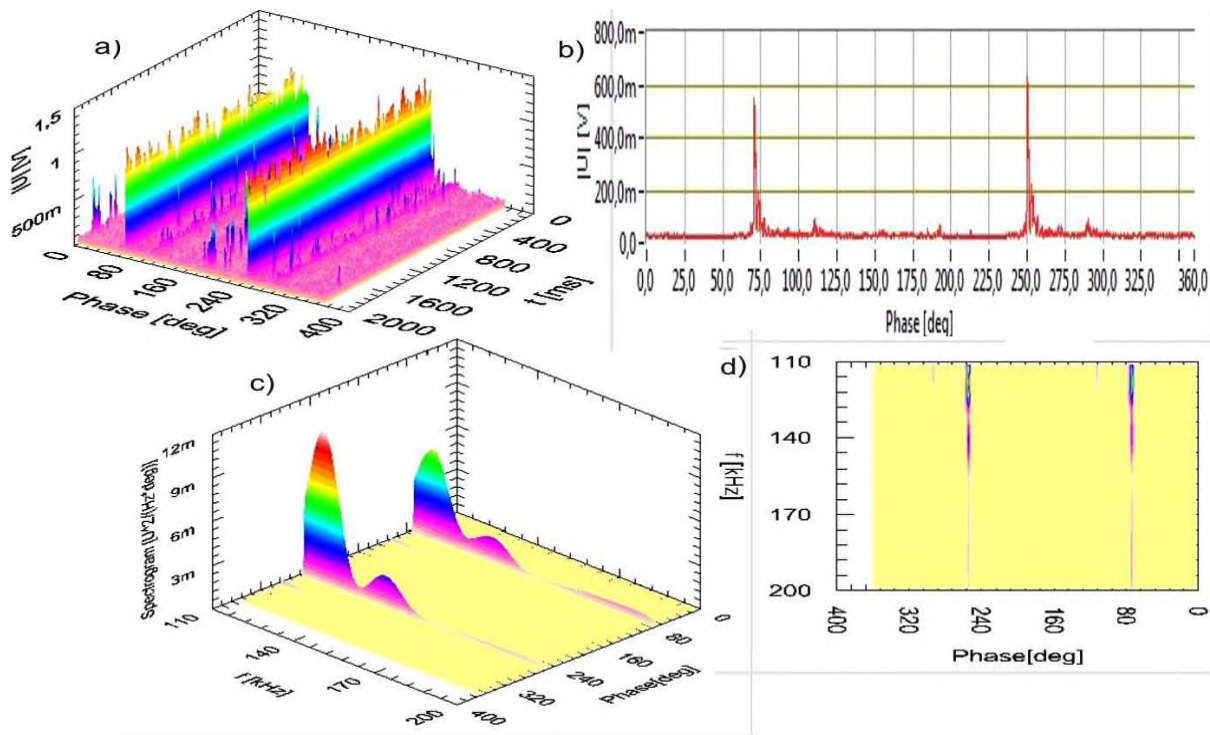 a)
1,5
1
500m
|U| [V]
0
80
160
240
320
400
Phase [deg]
0
400
800
1200
1600
2000
t [ms]
b)
800,0m
600,0m
400,0m
200,0m
0,0
|U| [V]
0,0 25,0 50,0 75,0 100,0 125,0 150,0 175,0 200,0 225,0 250,0 275,0 300,0 325,0 360,0
Phase [deg]
c)
12m
9m
6m
3m
Spectrogram [U^2/(Hz*deg)]
110
140
170
200
f [kHz]
0
80
160
240
320
400
Phase[deg]
d)
110
140
170
200
f [kHz]
400 320 240 160 80 0
Phase[deg]